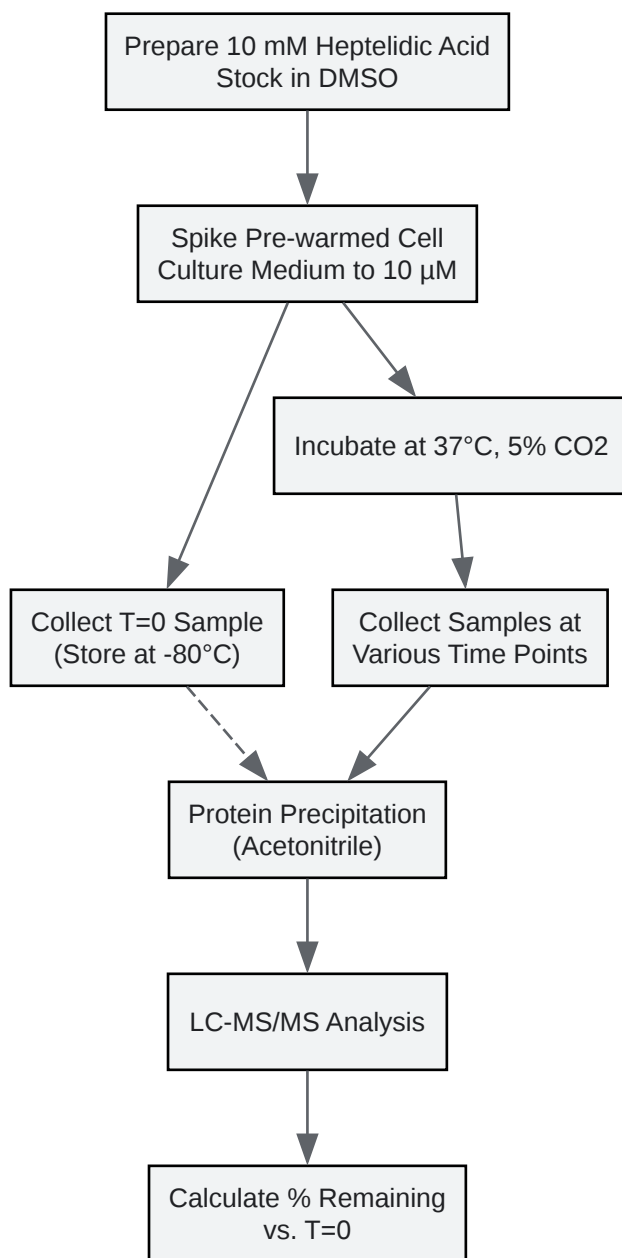 Prepare 10 mM Heptelidic Acid
Stock in DMSO
Spike Pre-warmed Cell
Culture Medium to 10 µM
Incubate at 37°C, 5% CO2
Collect T=0 Sample
(Store at -80°C)
Collect Samples at
Various Time Points
Protein Precipitation
(Acetonitrile)
LC-MS/MS Analysis
Calculate % Remaining
vs. T=0